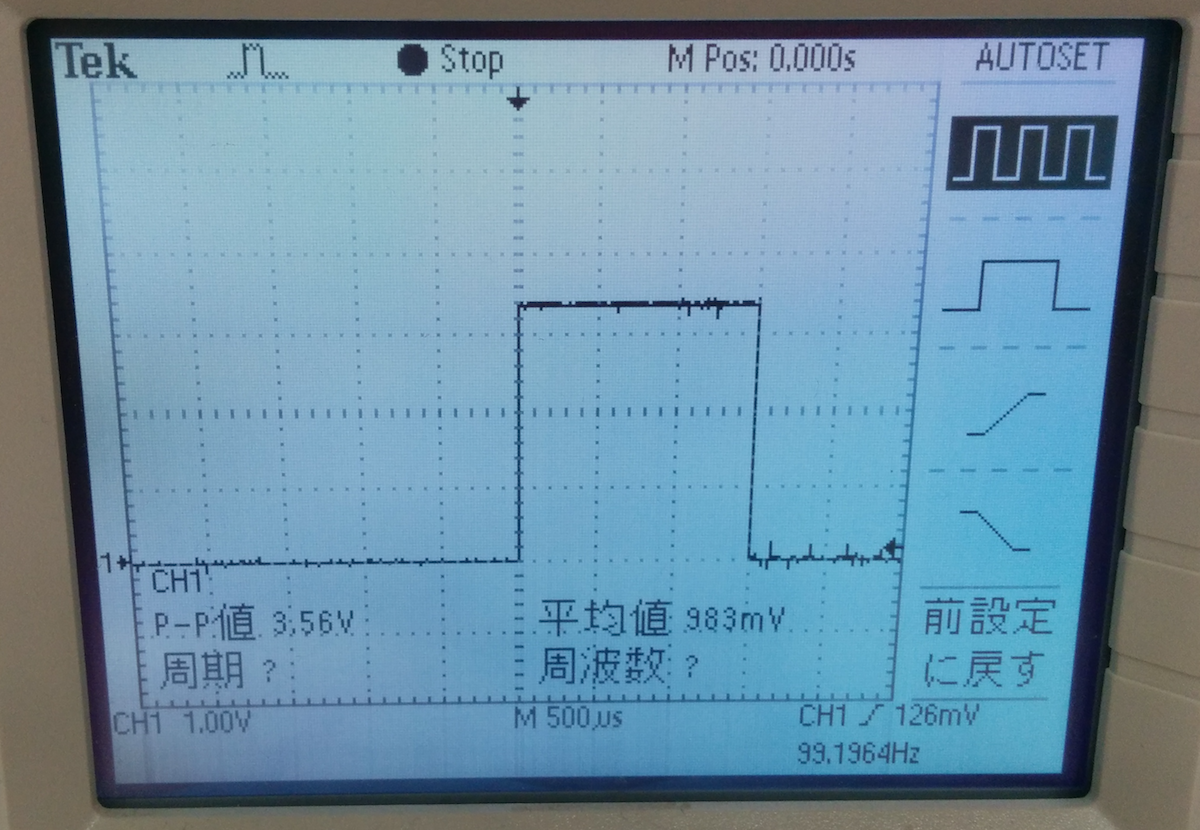 Tek Stop M Pos: 0.000s AUTOSET
1
CH1
P-P値 3.56V 平均値 983mV
周期 ? 周波数 ?
前設定
に戻す
CH1 1.00V M 500µs CH1 126mV
99.1964Hz